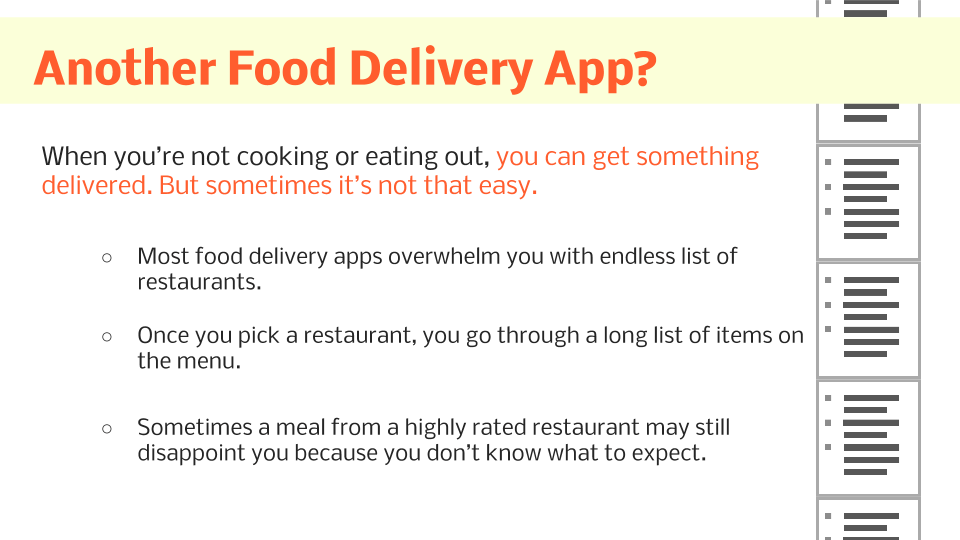 Another Food Delivery App?
When you’re not cooking or eating out, you can get something
delivered. But sometimes it’s not that easy.
○ Most food delivery apps overwhelm you with endless list of
restaurants.
○ Once you pick a restaurant, you go through a long list of items on
the menu.
○ Sometimes a meal from a highly rated restaurant may still
disappoint you because you don’t know what to expect.